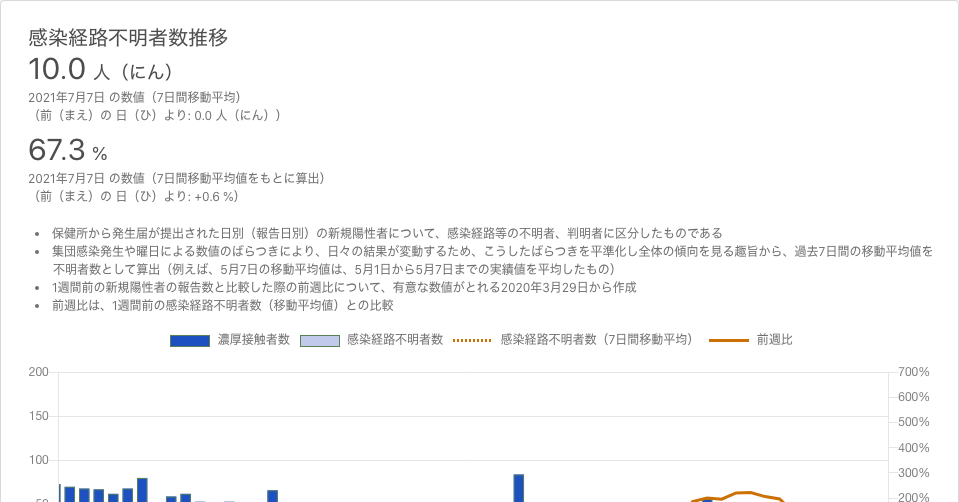 感染経路不明者数推移
10.0 人（にん）
2021年7月7日 の数値（7日間移動平均）
（前（まえ）の 日（ひ）より: 0.0 人（にん））
67.3 %
2021年7月7日 の数値（7日間移動平均値をもとに算出）
（前（まえ）の 日（ひ）より: +0.6 %）
• 保健所から発生届が提出された日別（報告日別）の新規陽性者について、感染経路等の不明者、判明者に区分したものである
• 集団感染発生や曜日による数値のばらつきにより、日々の結果が変動するため、こうしたばらつきを平準化し全体の傾向を見る趣旨から、過去7日間の移動平均値を
不明者数として算出（例えば、5月7日の移動平均値は、5月1日から5月7日までの実績値を平均したもの）
• 1週間前の新規陽性者の報告数と比較した際の前週比について、有意な数値がとれる2020年3月29日から作成
• 前週比は、1週間前の感染経路不明者数（移動平均値）との比較
濃厚接触者数 感染経路不明者数 感染経路不明者数（7日間移動平均） 前週比
200 700%
600%
150 500%
400%
100 300%
50 200%